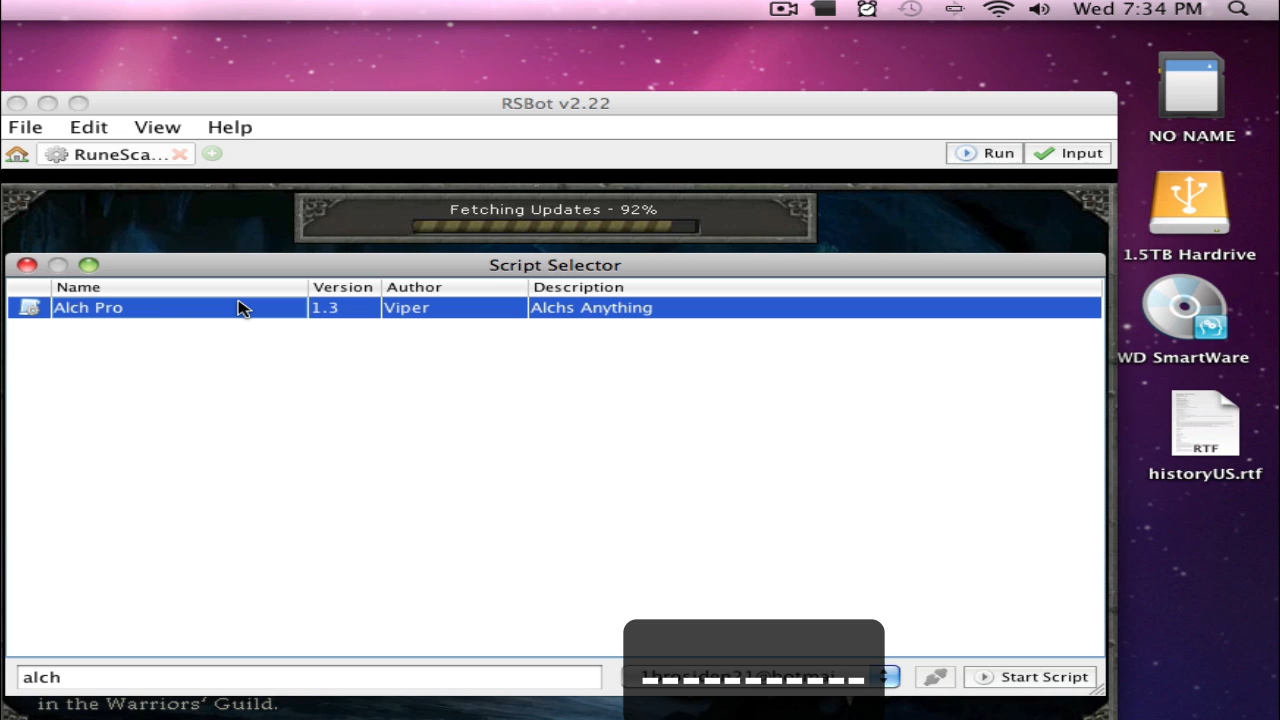 Wed 7:34 PM
NO NAME
RSBot v2.22
File Edit View Help
RuneSca... Run Input
Fetching Updates - 92%
1.5TB Hardrive
Script Selector
Name Version Author Description
Alch Pro 1.3 Viper Alchs Anything
WD SmartWare
RTF
historyUS.rtf
alch Start Script
in the Warriors' Guild.